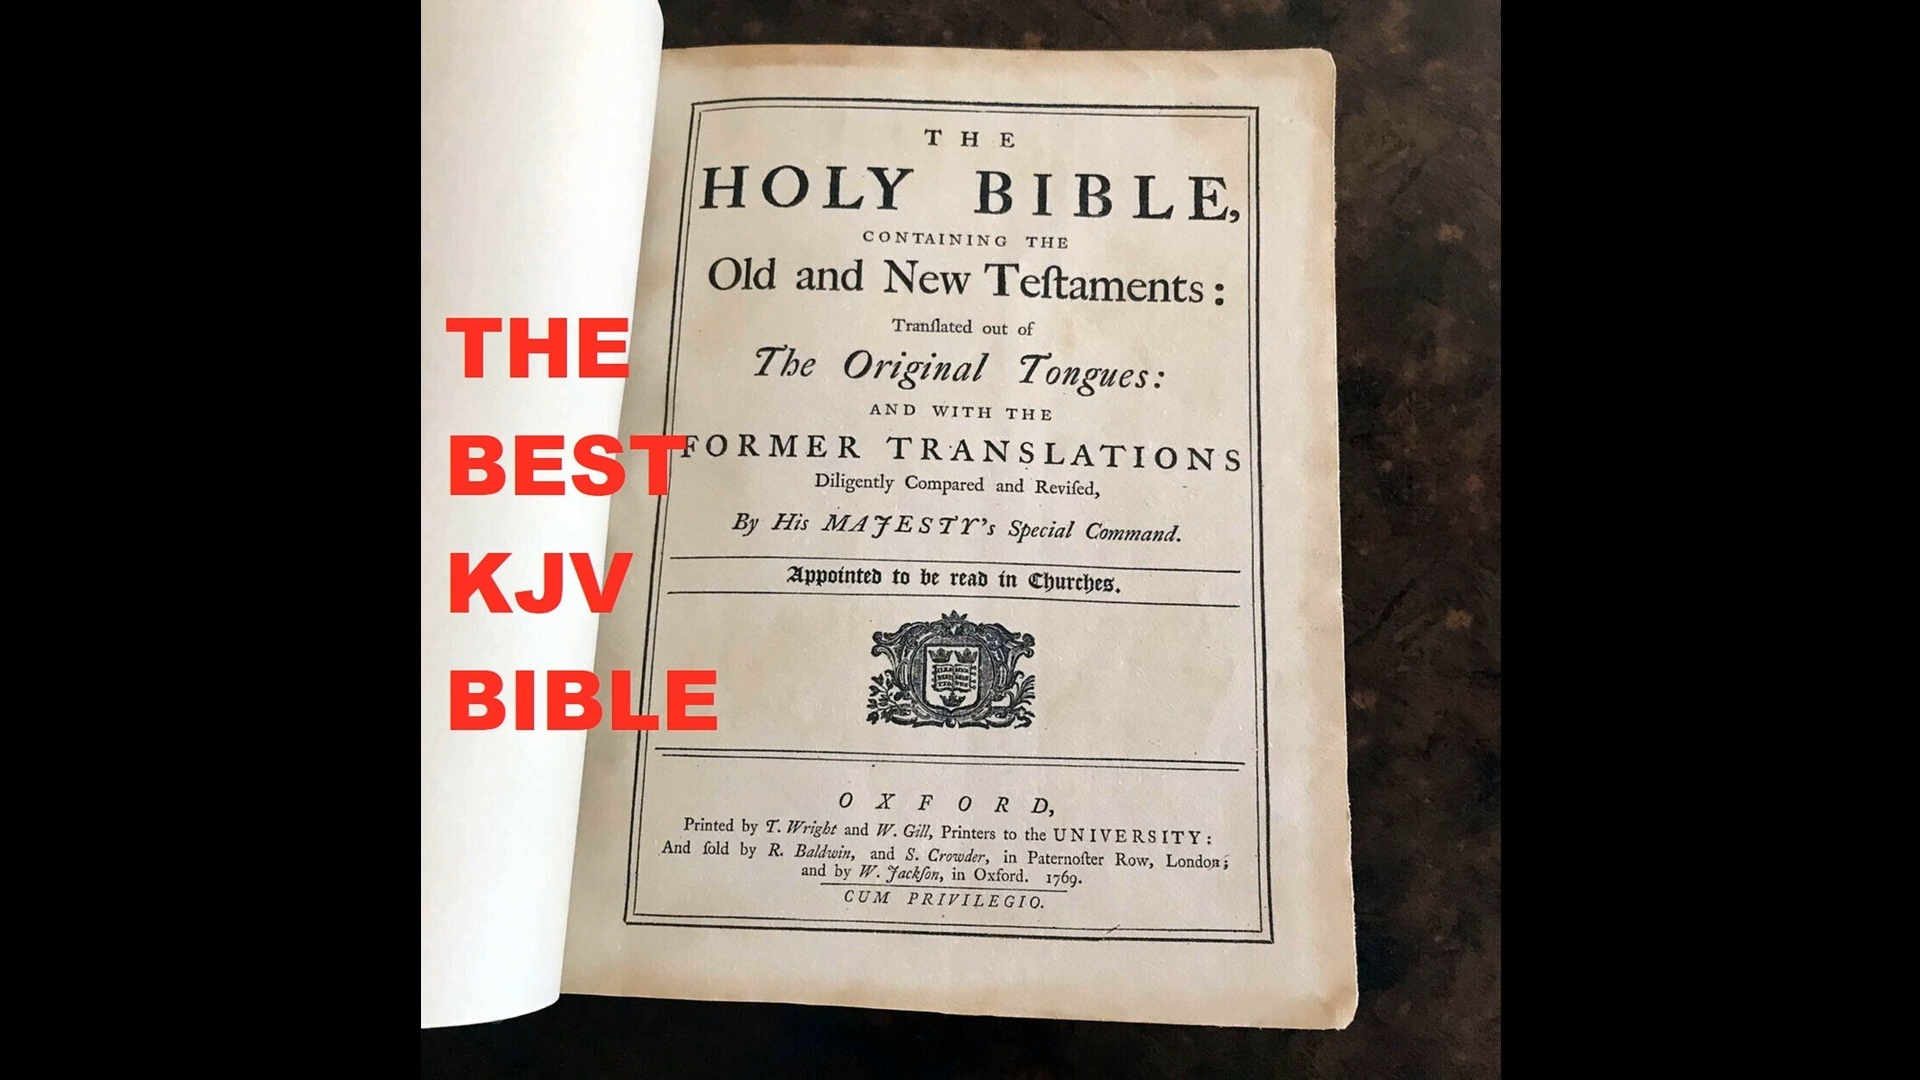 THE
BEST
KJV
BIBLE
THE
HOLY BIBLE,
CONTAINING THE
Old and New Teſtaments:
Tranſlated out of
The Original Tongues:
AND WITH THE
FORMER TRANSLATIONS
Diligently Compared and Reviſed,
By His MAJESTY's Special Command.
Appointed to be read in Churches.
OXFORD,
Printed by T. Wright and W. Gill, Printers to the UNIVERSITY:
And ſold by R. Baldwin, and S. Crowder, in Paternoſter Row, London;
and by W. Jackſon, in Oxford. 1769.
CUM PRIVILEGIO.